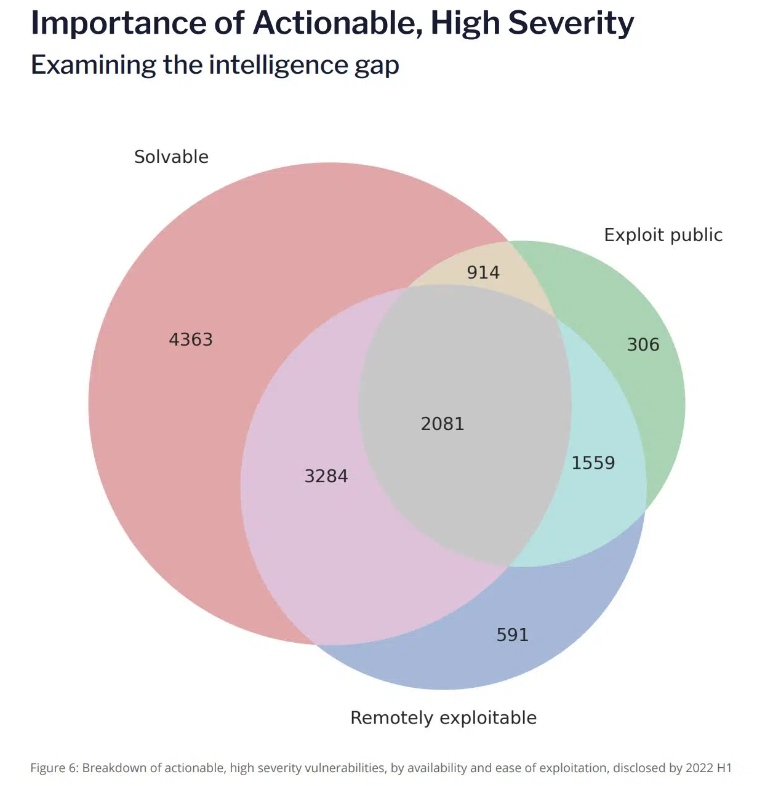 Importance of Actionable, High Severity
Examining the intelligence gap
Solvable
Exploit public
914
4363
306
2081
1559
3284
591
Remotely exploitable
Figure 6: Breakdown of actionable, high severity vulnerabilities, by availability and ease of exploitation, disclosed by 2022 H1